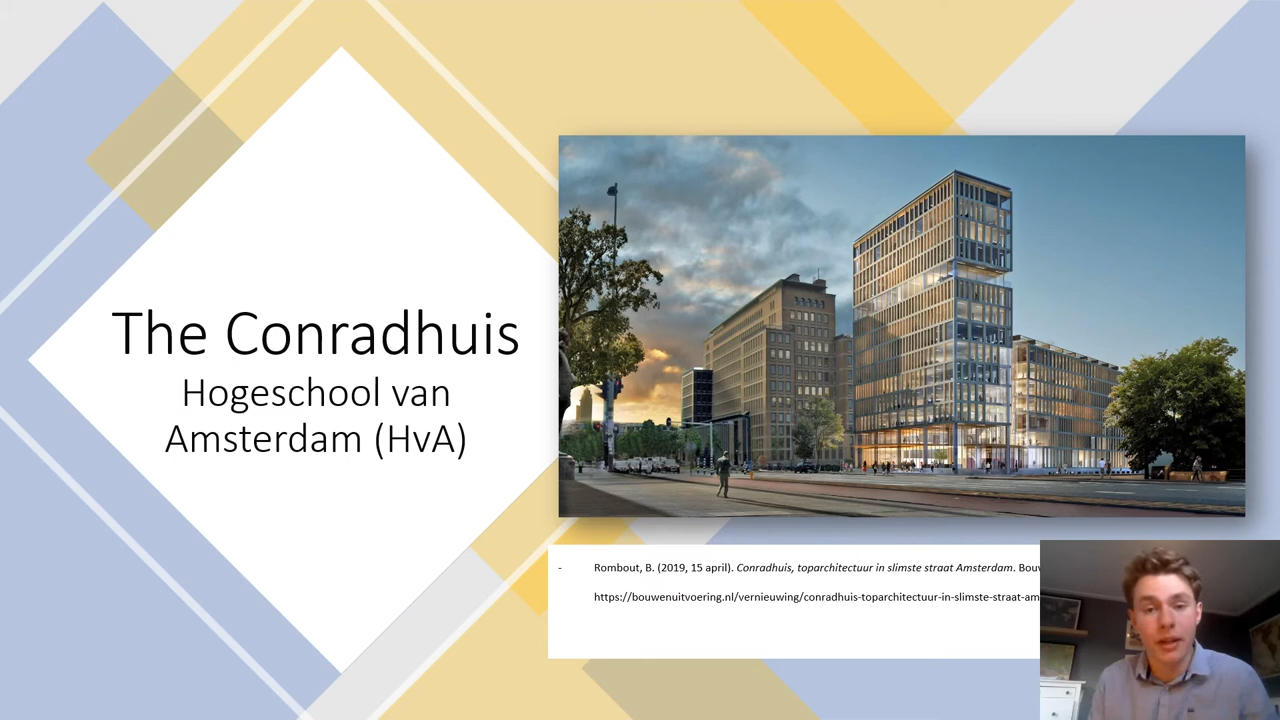 The Conradhuis
Hogeschool van
Amsterdam (HvA)
- Rombout, B. (2019, 15 april). Conradhuis, toparchitectuur in slimste straat Amsterdam.
https://bouwenuitvoering.nl/vernieuwing/conradhuis-toparchitectuur-in-slimste-straat-am